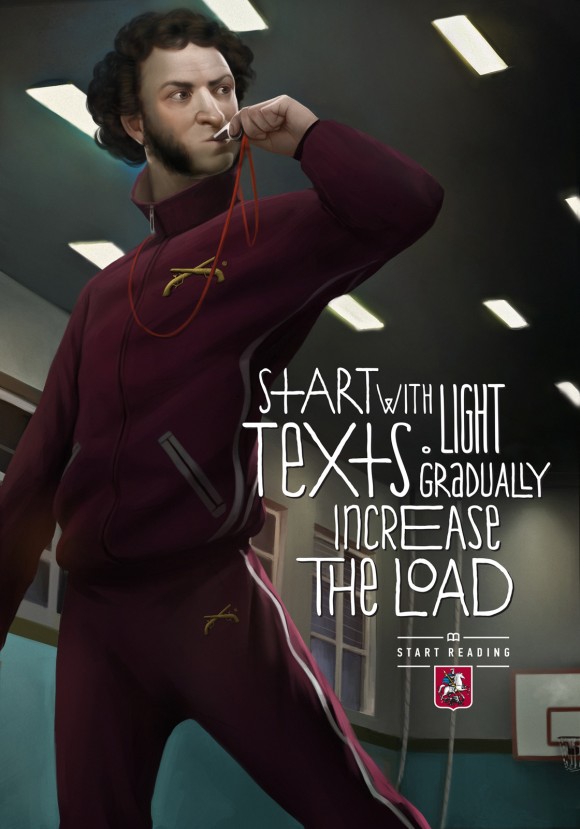 START WITH LIGHT
TEXTS. GRADUALLY
INCREASE
THE LOAD
START READING